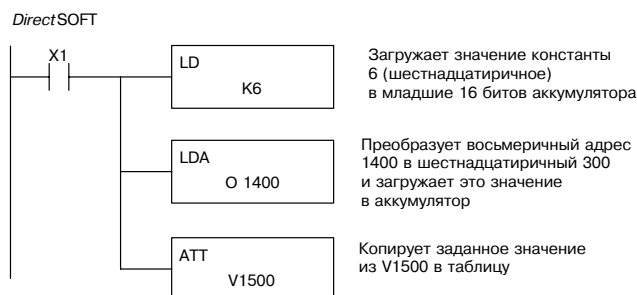 DirectSOFT
X1
LD
K6
Загружает значение константы
6 (шестнадцатиричное)
в младшие 16 битов аккумулятора
LDA
O 1400
Преобразует восьмеричный адрес
1400 в шестнадцатиричный 300
и загружает это значение
в аккумулятор
ATT
V1500
Копирует заданное значение
из V1500 в таблицу